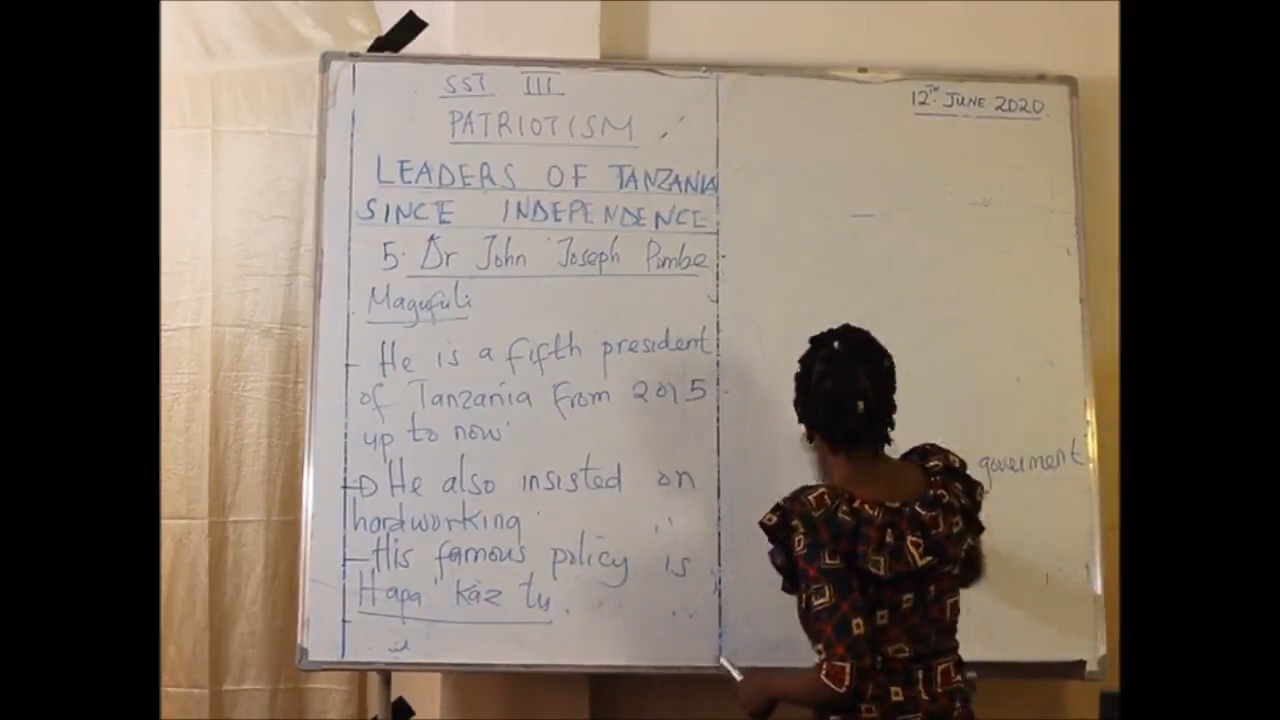 SST III
PATRIOTISM
LEADERS OF TANZANIA
SINCE INDEPENDENCE
5. Dr John Joseph Pombe
Magufuli
- He is a fifth president
of Tanzania from 2015
up to now
He also insisted on
hardworking
- His famous policy is
Hapa kaz tu.
12TH JUNE 2020.
goverment